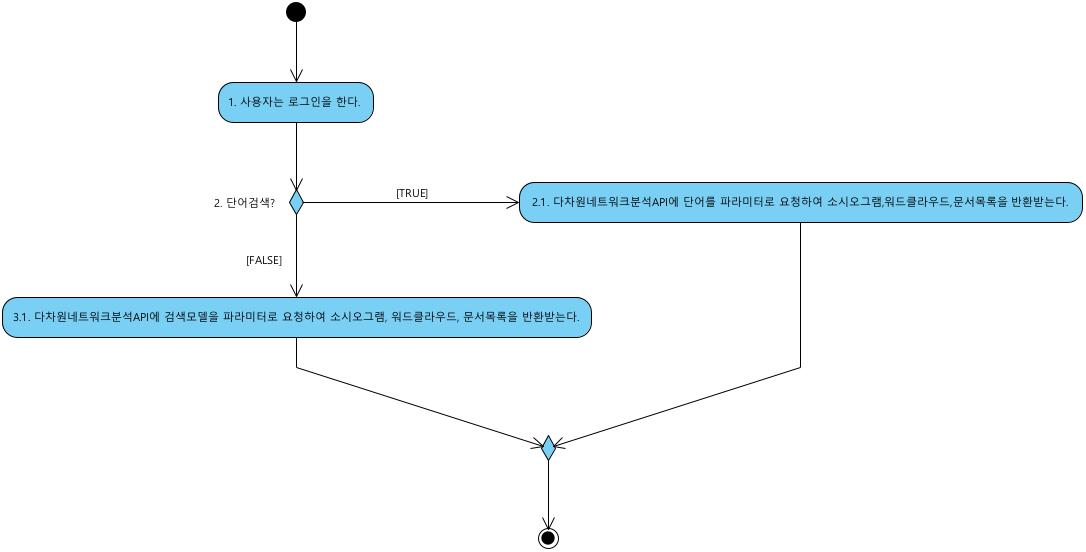 1. 사용자는 로그인을 한다.
2. 단어검색?
[TRUE]
2.1. 다차원네트워크분석API에 단어를 파라미터로 요청하여 소시오그램,워드클라우드,문서목록을 반환받는다.
[FALSE]
3.1. 다차원네트워크분석API에 검색모델을 파라미터로 요청하여 소시오그램, 워드클라우드, 문서목록을 반환받는다.